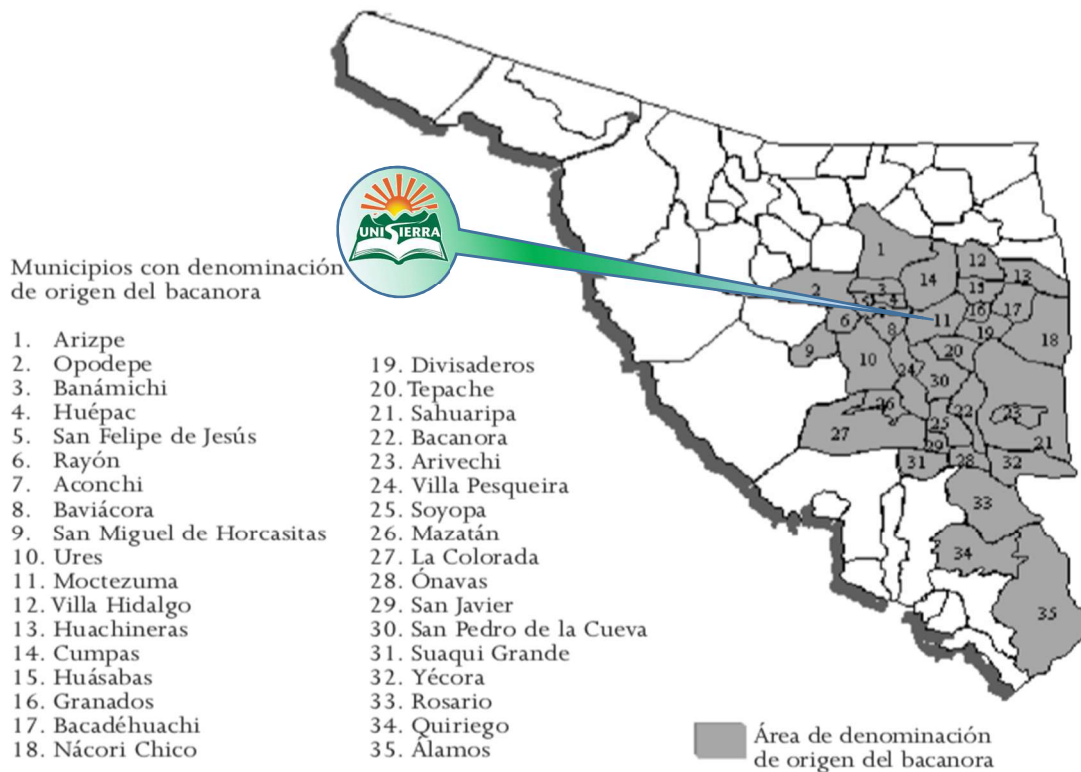 UNISIERRA
Municipios con denominación
de origen del bacanora
1. Arizpe
2. Opodepe
3. Banámichi
4. Huépac
5. San Felipe de Jesús
6. Rayón
7. Aconchi
8. Baviácora
9. San Miguel de Horcasitas
10. Ures
11. Moctezuma
12. Villa Hidalgo
13. Huachineras
14. Cumpas
15. Huásabas
16. Granados
17. Bacadéhuachi
18. Nácori Chico
19. Divisaderos
20. Tepache
21. Sahuaripa
22. Bacanora
23. Arivechi
24. Villa Pesqueira
25. Soyopa
26. Mazatán
27. La Colorada
28. Ónavas
29. San Javier
30. San Pedro de la Cueva
31. Suaqui Grande
32. Yécora
33. Rosario
34. Quiriego
35. Álamos
1
12
14
13
2
3
15
4
16
17
6
11
8
19
18
9
20
10
24
30
26
22
23
25
27
29
21
31
28
32
33
34
35
Área de denominación
de origen del bacanora